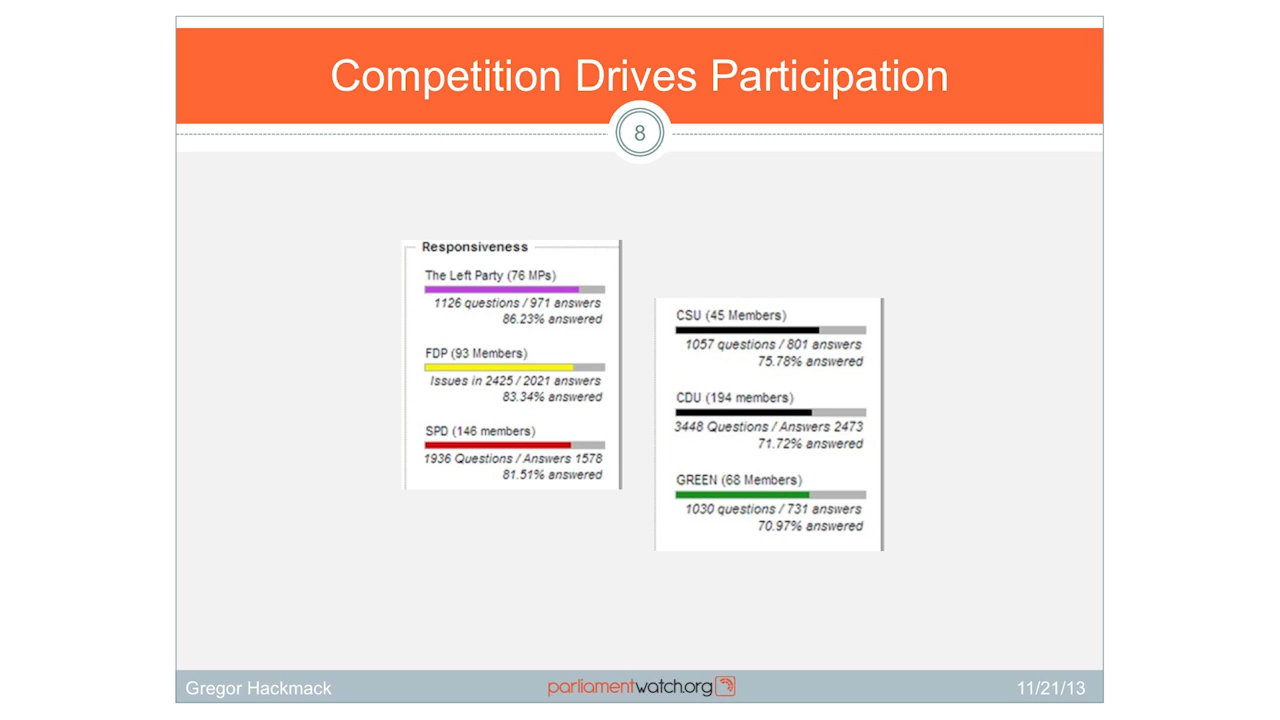 Competition Drives Participation
8
Responsiveness
The Left Party (76 MPs)
1126 questions / 971 answers
86.23% answered
FDP (93 Members)
Issues in 2425 / 2021 answers
83.34% answered
SPD (146 members)
1936 Questions / Answers 1578
81.51% answered
CSU (45 Members)
1057 questions / 801 answers
75.78% answered
CDU (194 members)
3448 Questions / Answers 2473
71.72% answered
GREEN (68 Members)
1030 questions / 731 answers
70.97% answered
Gregor Hackmack
parliamentwatch.org
11/21/13